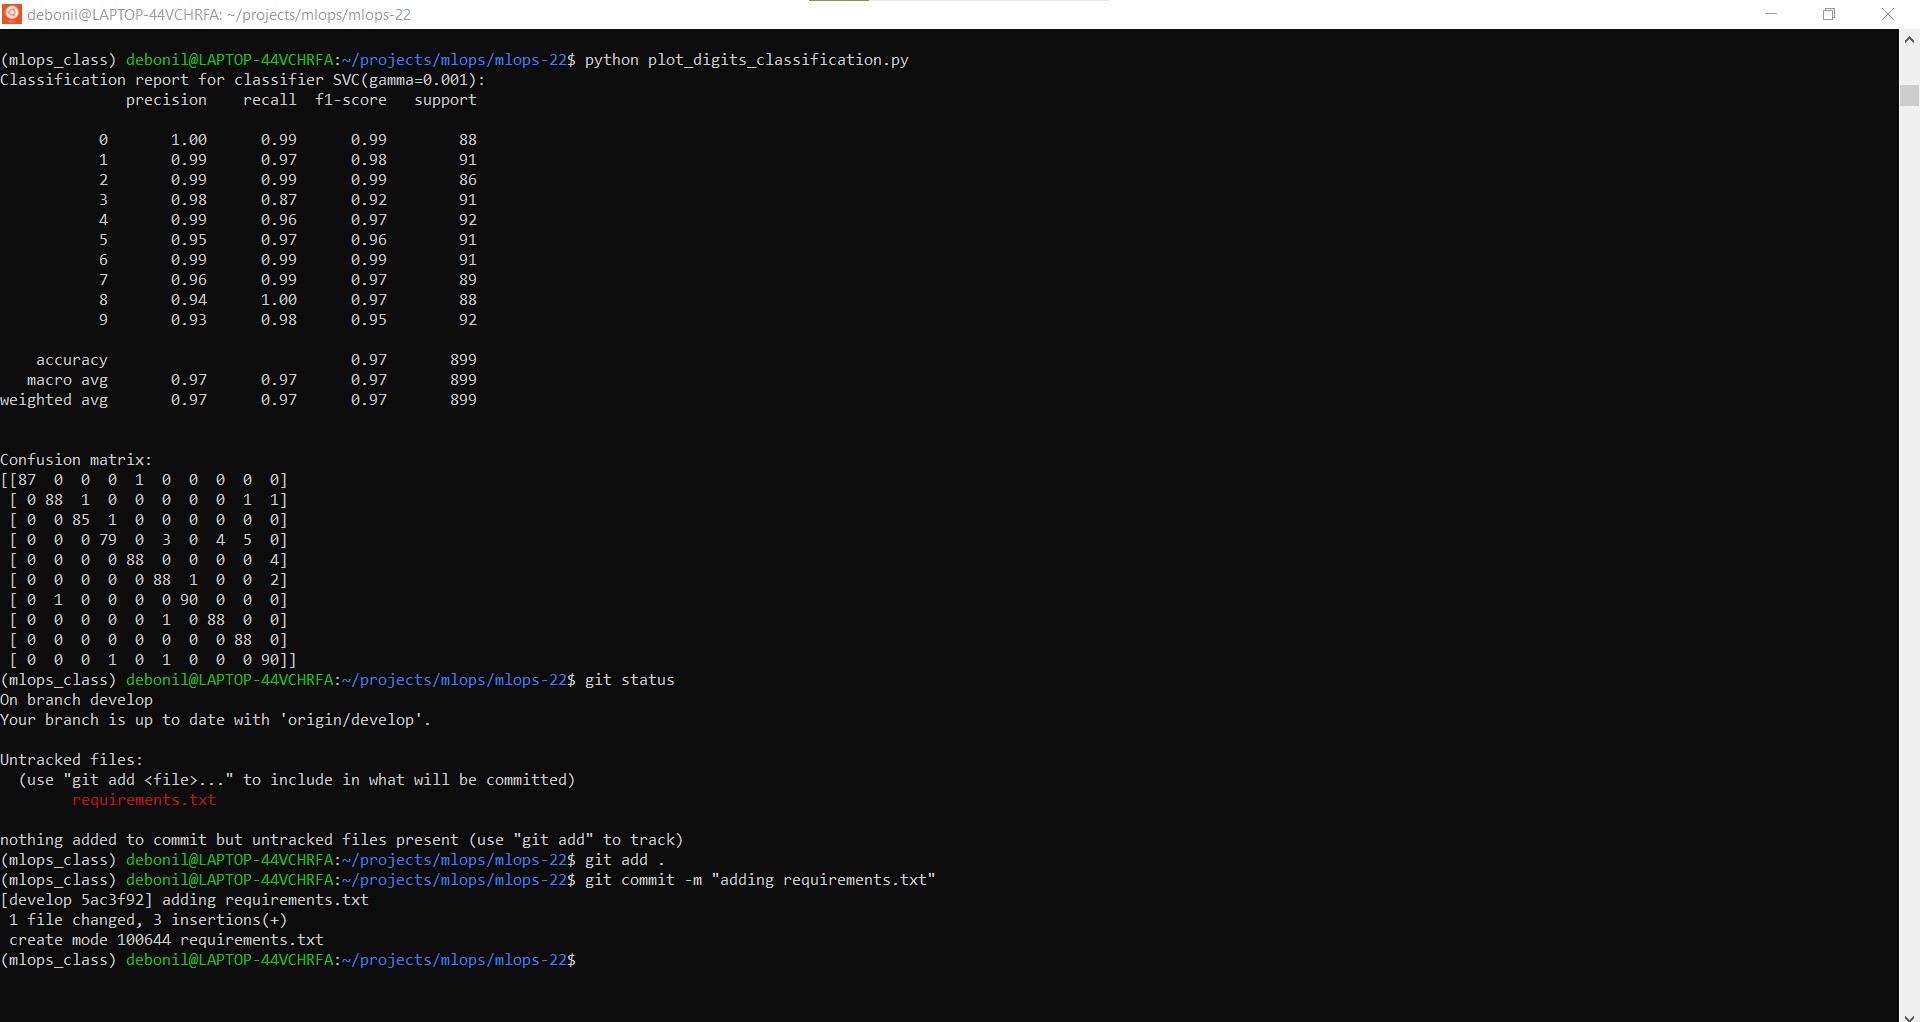 debonil@LAPTOP-44VCHRFA: ~/projects/mlops/mlops-22
(mlops_class) debonil@LAPTOP-44VCHRFA:~/projects/mlops/mlops-22$ python plot_digits_classification.py
Classification report for classifier SVC(gamma=0.001):
              precision    recall  f1-score   support

           0       1.00      0.99      0.99        88
           1       0.99      0.97      0.98        91
           2       0.99      0.99      0.99        86
           3       0.98      0.87      0.92        91
           4       0.99      0.96      0.97        92
           5       0.95      0.97      0.96        91
           6       0.99      0.99      0.99        91
           7       0.96      0.99      0.97        89
           8       0.94      1.00      0.97        88
           9       0.93      0.98      0.95        92

    accuracy                           0.97       899
   macro avg       0.97      0.97      0.97       899
weighted avg       0.97      0.97      0.97       899

Confusion matrix:
[[87  0  0  0  1  0  0  0  0  0]
 [ 0 88  1  0  0  0  0  0  1  1]
 [ 0  0 85  1  0  0  0  0  0  0]
 [ 0  0  0 79  0  3  0  4  5  0]
 [ 0  0  0  0 88  0  0  0  0  4]
 [ 0  0  0  0  0 88  1  0  0  2]
 [ 0  1  0  0  0  0 90  0  0  0]
 [ 0  0  0  0  0  1  0 88  0  0]
 [ 0  0  0  0  0  0  0  0 88  0]
 [ 0  0  0  1  0  1  0  0  0 90]]
(mlops_class) debonil@LAPTOP-44VCHRFA:~/projects/mlops/mlops-22$ git status
On branch develop
Your branch is up to date with 'origin/develop'.

Untracked files:
  (use "git add <file>..." to include in what will be committed)
        requirements.txt

nothing added to commit but untracked files present (use "git add" to track)
(mlops_class) debonil@LAPTOP-44VCHRFA:~/projects/mlops/mlops-22$ git add .
(mlops_class) debonil@LAPTOP-44VCHRFA:~/projects/mlops/mlops-22$ git commit -m "adding requirements.txt"
[develop 5ac3f92] adding requirements.txt
 1 file changed, 3 insertions(+)
 create mode 100644 requirements.txt
(mlops_class) debonil@LAPTOP-44VCHRFA:~/projects/mlops/mlops-22$